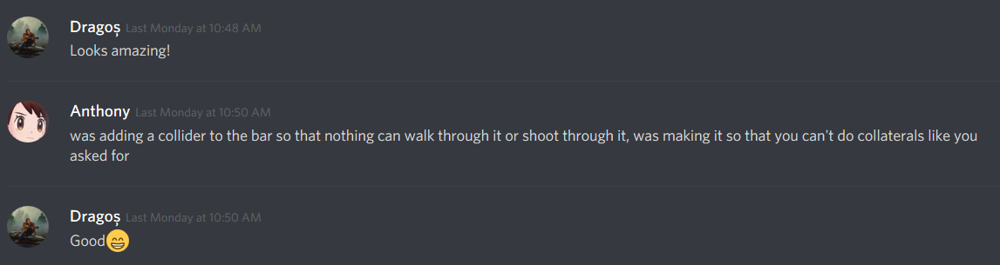 Dragoș Last Monday at 10:48 AM
Looks amazing!
Anthony Last Monday at 10:50 AM
was adding a collider to the bar so that nothing can walk through it or shoot through it, was making it so that you can't do collaterals like you
asked for
Dragoș Last Monday at 10:50 AM
Good😄